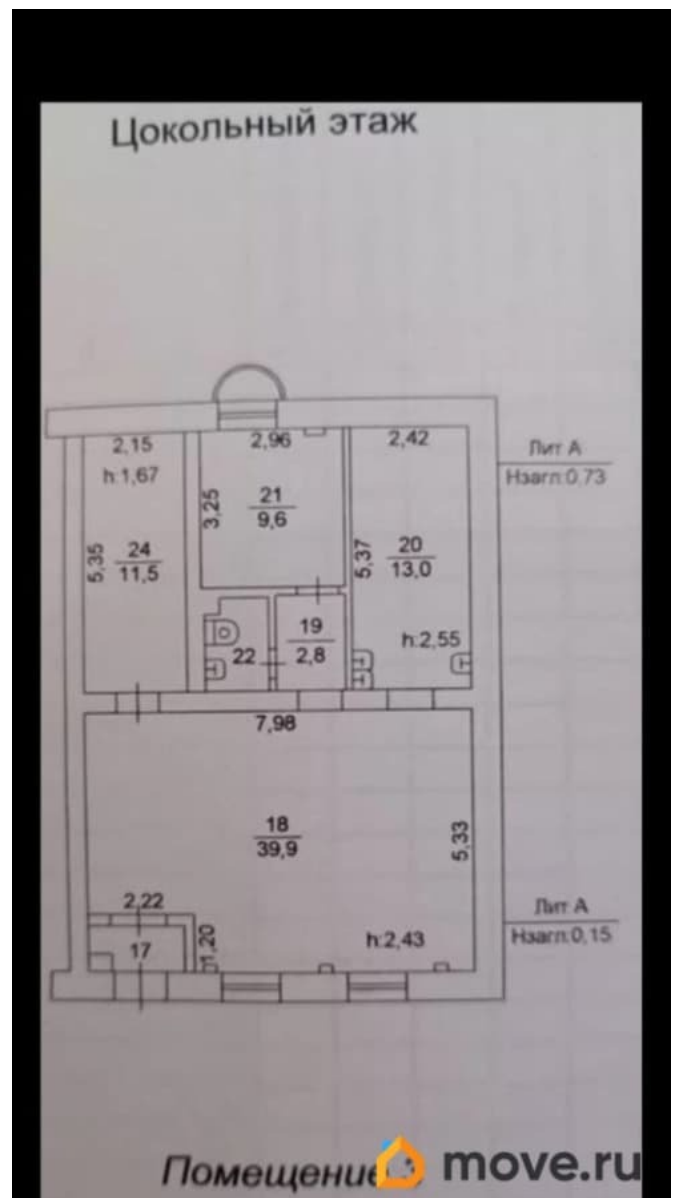 Цокольный этаж
2,15
2,96
2,42
Лит А
Hзагл:0,73
h:1,67
3,25
21
9,6
5,35
24
11,5
5,37
20
13,0
19
2,8
h:2,55
22
7,98
18
39,9
5,33
2,22
17
1,20
h:2,43
Лит А
Hзагл:0,15
Помещение
move.ru